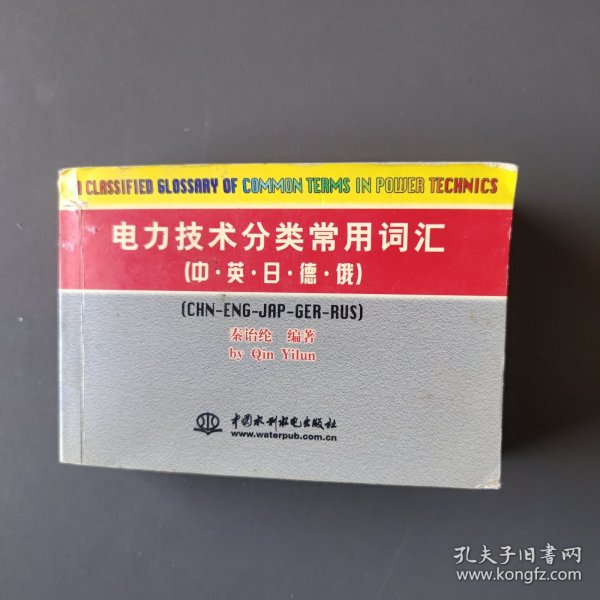 A CLASSIFIED GLOSSARY OF COMMON TERMS IN POWER TECHNICS
电力技术分类常用词汇
(中·英·日·德·俄)
(CHN-ENG-JAP-GER-RUS)
秦诒纶 编著
by Qin Yilun
中国水利水电出版社
www.waterpub.com.cn
孔夫子旧书网
www.kongfz.com